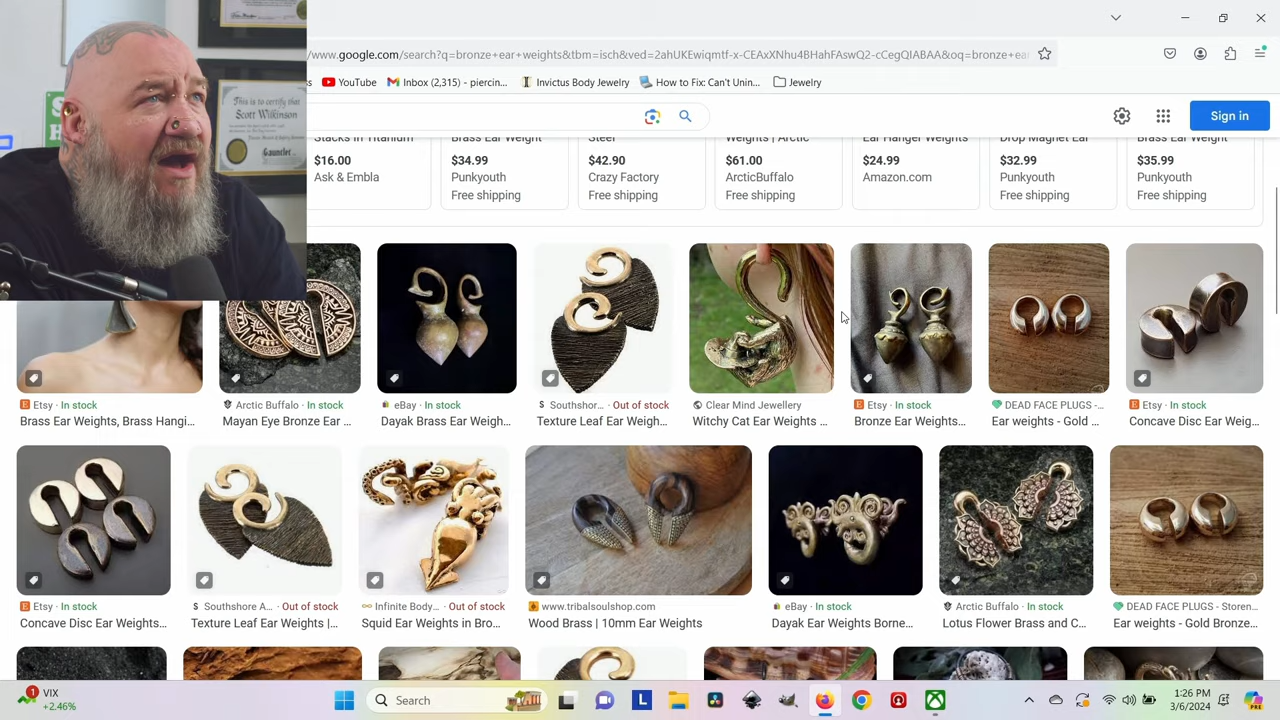 This is to certify that
Scott Wilkinson
Gauntlet
/www.google.com/search?q=bronze+ear+weights&tbm=isch&ved=2ahUKEwiqmtf-x-CEAxXNhu4BHahFAswQ2-cCegQIABAA&oq=bronze+ea
s YouTube Inbox (2,315) - piercin... Invictus Body Jewelry How to Fix: Can't Unin... Jewelry
Sign in
Stacks in Titanium Brass Ear Weight Steel Weights | Arctic Ear Hanger Weights Drop Magnet Ear Brass Ear Weight
$16.00 $34.99 $42.90 $61.00 $24.99 $32.99 $35.99
Ask & Embla Punkyouth Crazy Factory ArcticBuffalo Amazon.com Punkyouth Punkyouth
Free shipping Free shipping Free shipping Free shipping Free shipping
Etsy · In stock Arctic Buffalo · In stock eBay · In stock Southshor... · Out of stock Clear Mind Jewellery Etsy · In stock DEAD FACE PLUGS -... Etsy · In stock
Brass Ear Weights, Brass Hangi... Mayan Eye Bronze Ear ... Dayak Brass Ear Weigh... Texture Leaf Ear Weigh... Witchy Cat Ear Weights ... Bronze Ear Weights... Ear weights - Gold ... Concave Disc Ear Weig...
Etsy · In stock Southshore A... · Out of stock Infinite Body... · Out of stock www.tribalsoulshop.com eBay · In stock Arctic Buffalo · In stock DEAD FACE PLUGS - Storen...
Concave Disc Ear Weights... Texture Leaf Ear Weights |... Squid Ear Weights in Bro... Wood Brass | 10mm Ear Weights Dayak Ear Weights Borne... Lotus Flower Brass and C... Ear weights - Gold Bronze...
1 VIX
+2.46%
Search
L
1:26 PM
3/6/2024